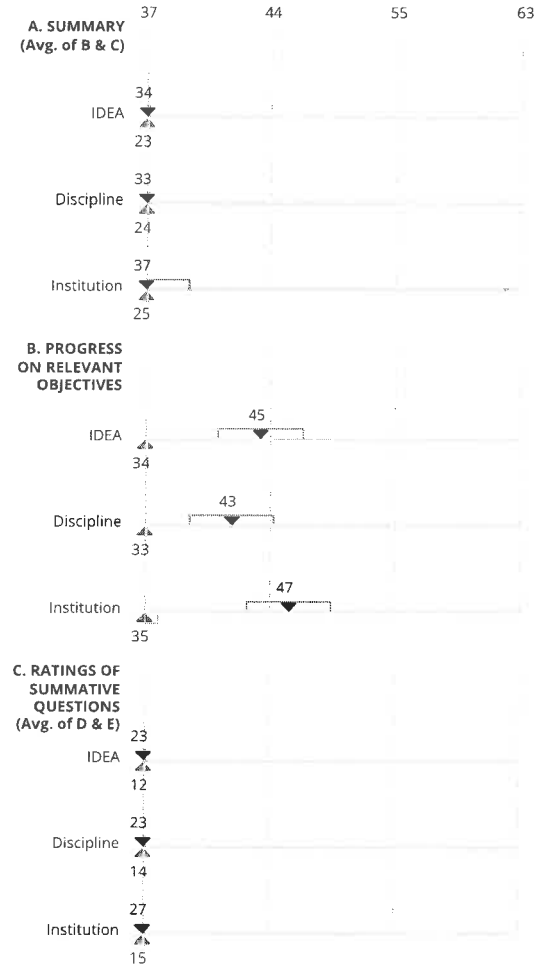 37 44 55 63
A. SUMMARY
(Avg. of B & C)
34
IDEA
23
33
Discipline
24
37
Institution
25
B. PROGRESS
ON RELEVANT
OBJECTIVES
45
IDEA
34
43
Discipline
33
47
Institution
35
C. RATINGS OF
SUMMATIVE
QUESTIONS
(Avg. of D & E)
23
IDEA
12
23
Discipline
14
27
Institution
15